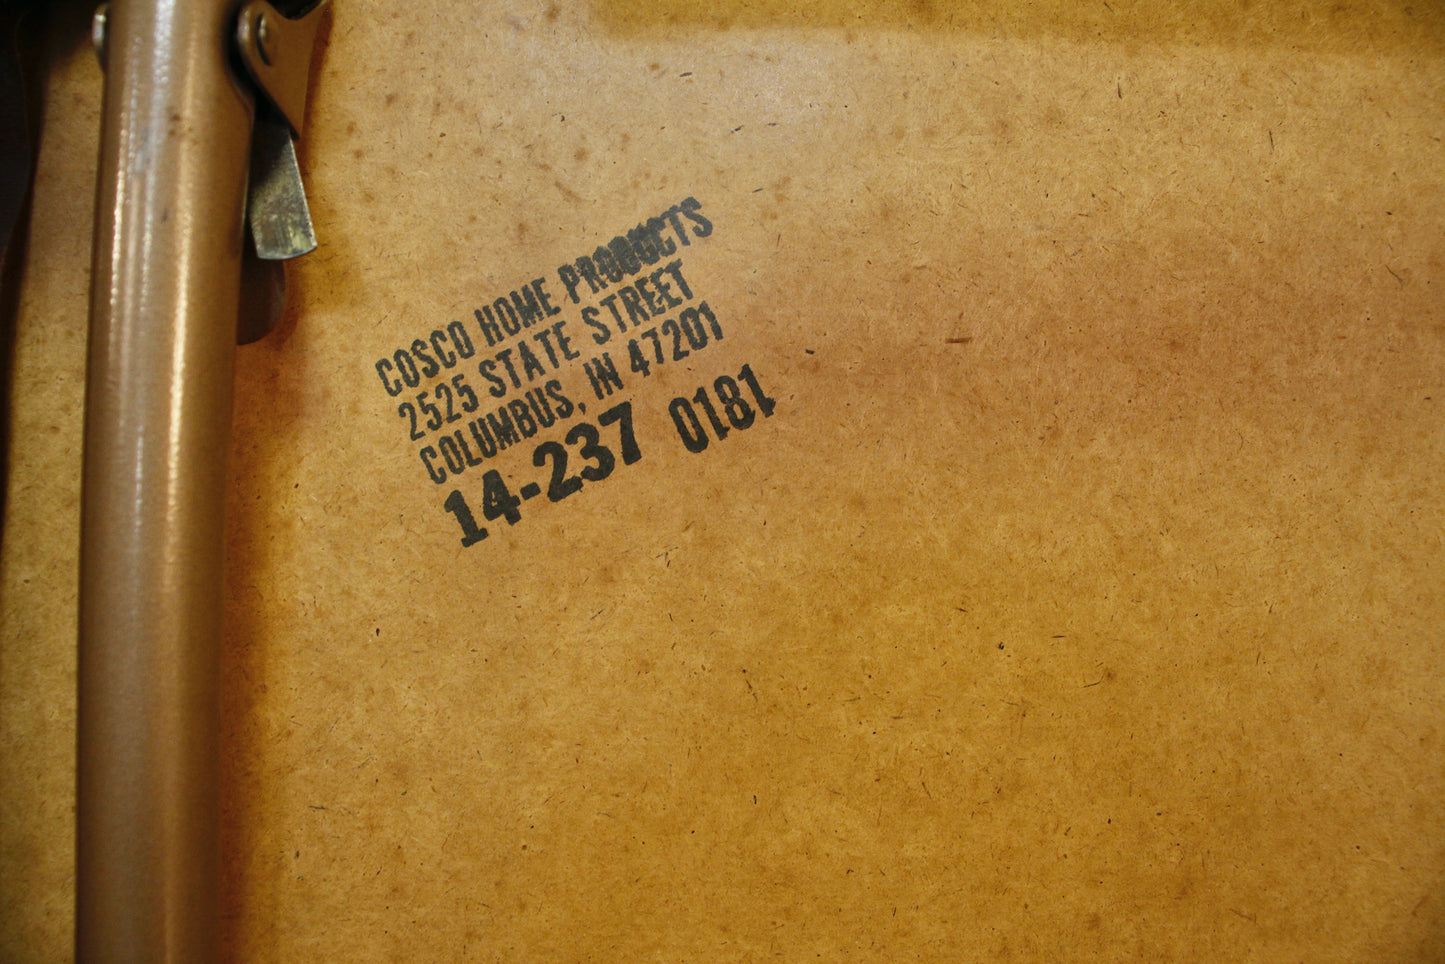 COSCO HOME PRODUCTS
2525 STATE STREET
COLUMBUS, IN 47201
14-237 0181